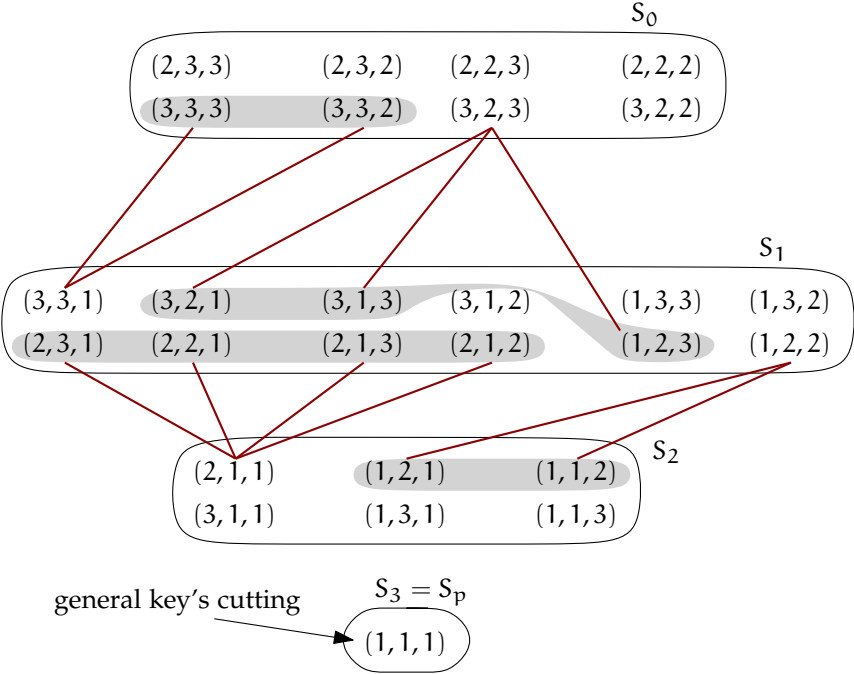 S0
(2, 3, 3) (2, 3, 2) (2, 2, 3) (2, 2, 2)
(3, 3, 3) (3, 3, 2) (3, 2, 3) (3, 2, 2)
S1
(3, 3, 1) (3, 2, 1) (3, 1, 3) (3, 1, 2) (1, 3, 3) (1, 3, 2)
(2, 3, 1) (2, 2, 1) (2, 1, 3) (2, 1, 2) (1, 2, 3) (1, 2, 2)
S2
(2, 1, 1) (1, 2, 1) (1, 1, 2)
(3, 1, 1) (1, 3, 1) (1, 1, 3)
S3 = Sp
general key's cutting
(1, 1, 1)